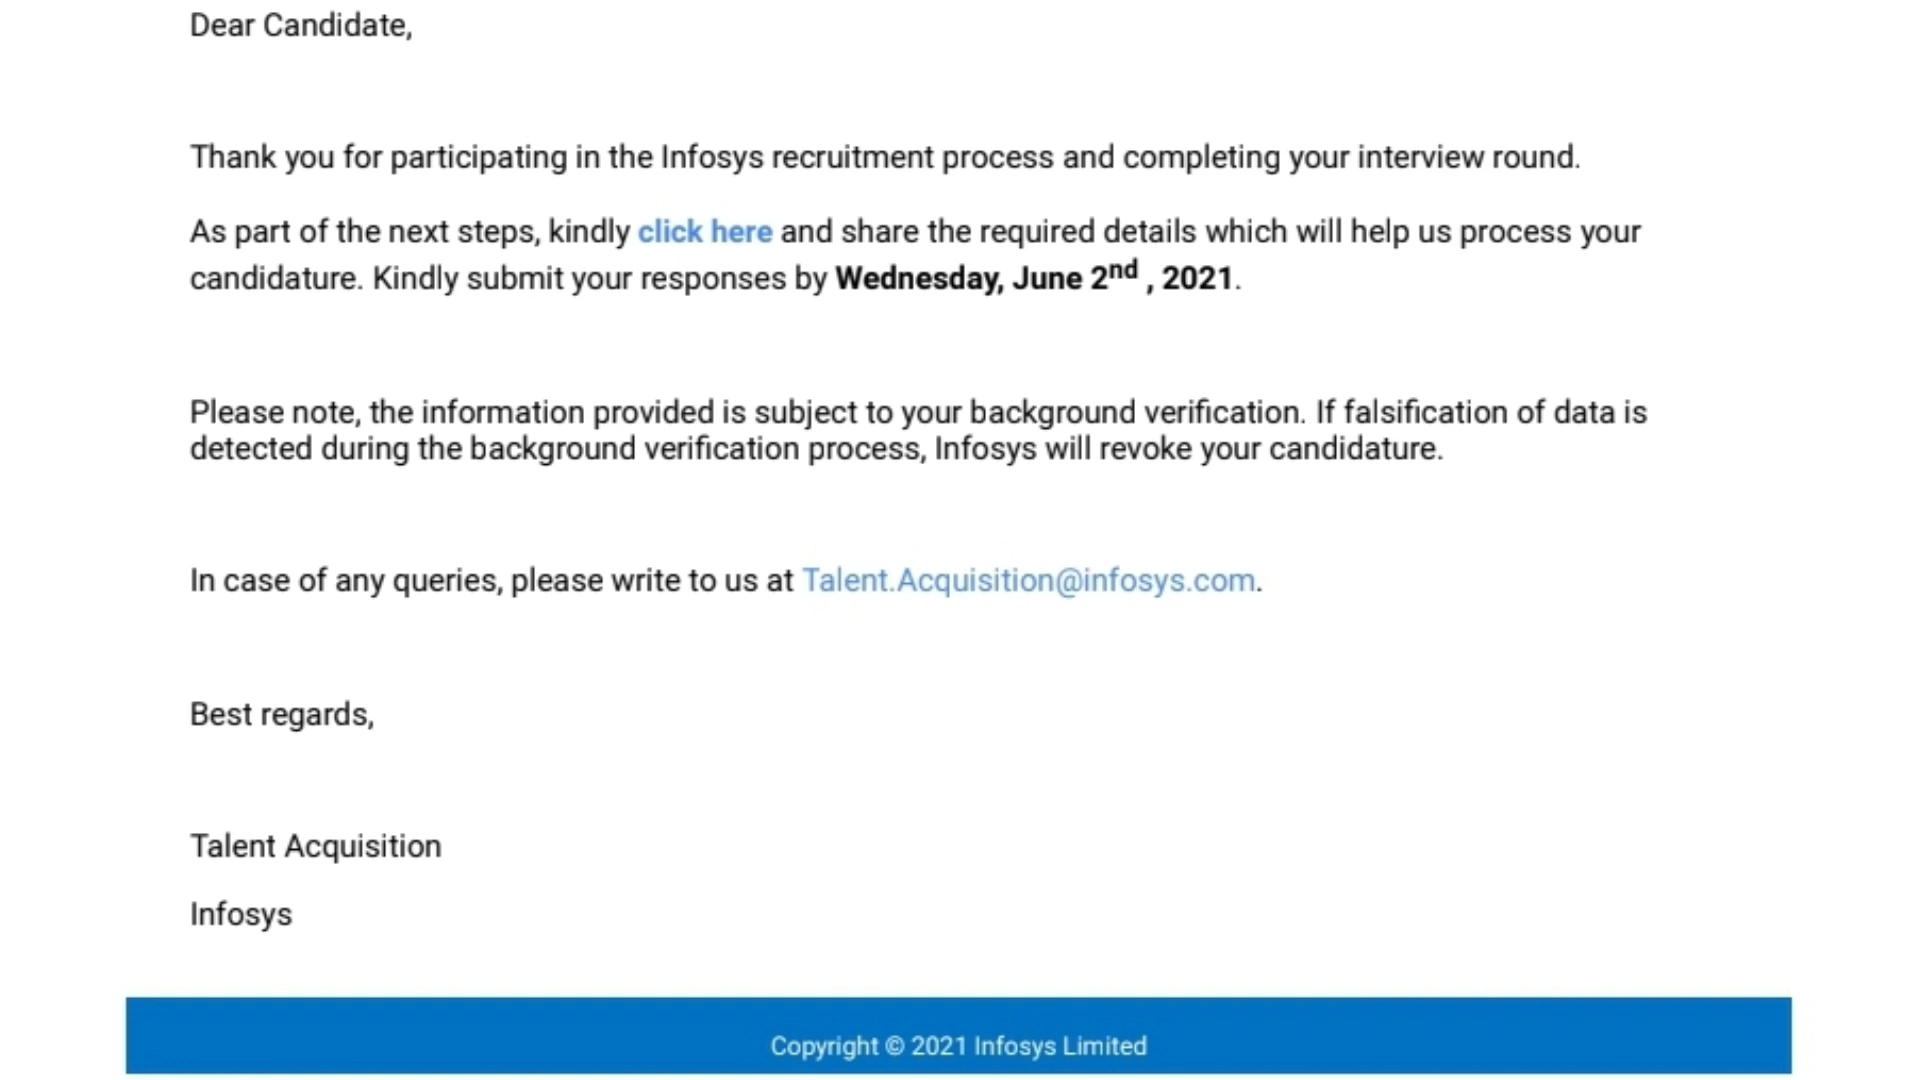 Dear Candidate,
Thank you for participating in the Infosys recruitment process and completing your interview round.
As part of the next steps, kindly click here and share the required details which will help us process your
candidature. Kindly submit your responses by Wednesday, June 2nd , 2021.
Please note, the information provided is subject to your background verification. If falsification of data is
detected during the background verification process, Infosys will revoke your candidature.
In case of any queries, please write to us at Talent.Acquisition@infosys.com.
Best regards,
Talent Acquisition
Infosys
Copyright © 2021 Infosys Limited